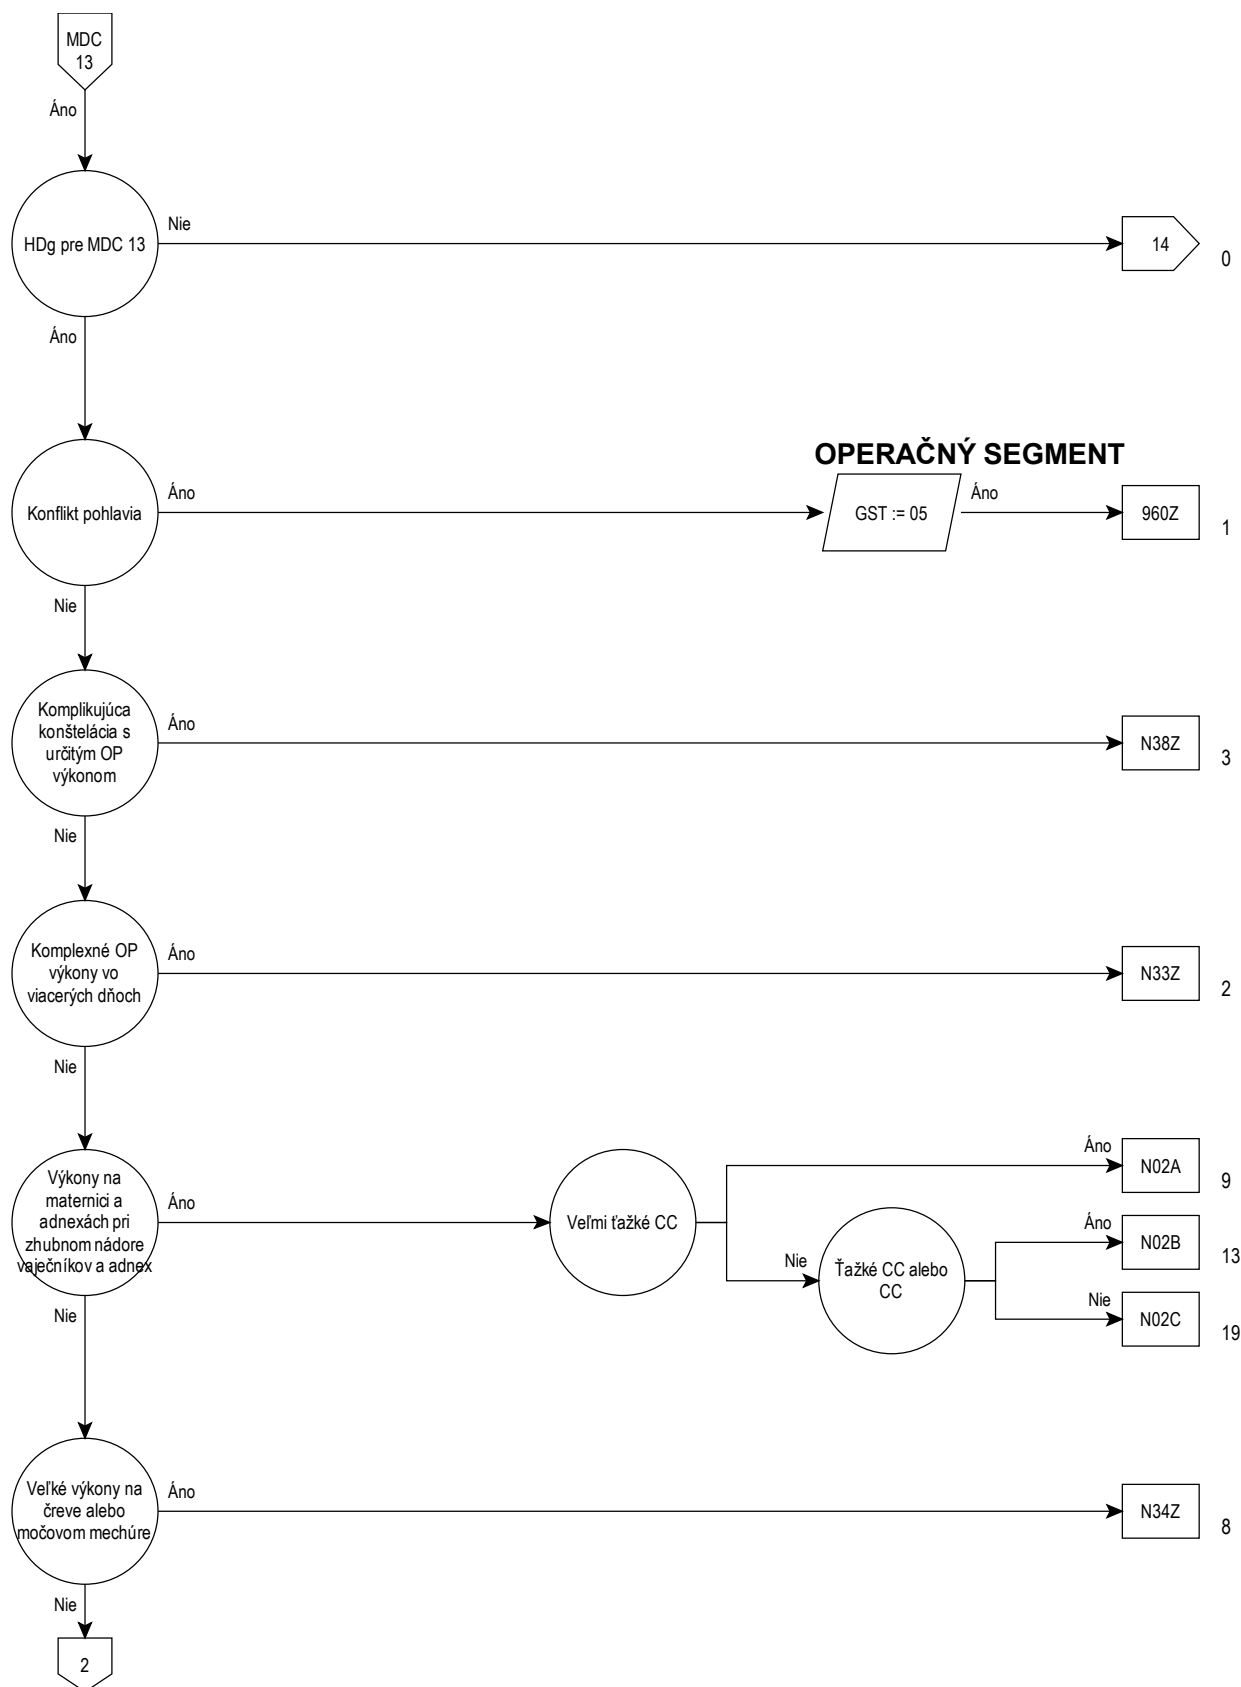 MDC
13
Áno
HDg pre MDC 13
Nie
14
0
Áno
OPERAČNÝ SEGMENT
Konflikt pohlavia
Áno
GST := 05
Áno
960Z
1
Nie
Komplikujúca
konštelácia s
určitým OP
výkonom
Áno
N38Z
3
Nie
Komplexné OP
výkony vo
viacerých dňoch
Áno
N33Z
2
Nie
Výkony na
maternici a
adnexách pri
zhubnom nádore
vaječníkov a adnex
Áno
Veľmi ťažké CC
Áno
N02A
9
Nie
Ťažké CC alebo
CC
Áno
N02B
13
Nie
N02C
19
Nie
Veľké výkony na
čreve alebo
močovom mechúre
Áno
N34Z
8
Nie
2